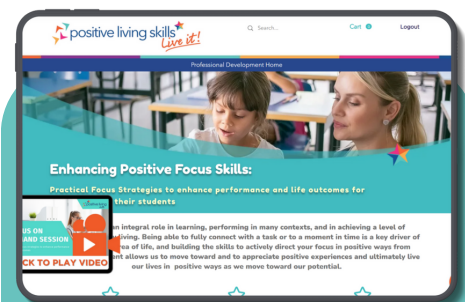 positive living skills
Live it!
Search...
Cart
Logout
Professional Development Home
Enhancing Positive Focus Skills:
Practical Focus Strategies to enhance performance and life outcomes for
their students
an integral role in learning, performing in many contexts, and in achieving a level of
living. Being able to fully connect with a task or to a moment in time is a key driver of
ea of life, and building the skills to actively direct your focus in positive ways from
ent allows us to move toward and to appreciate positive experiences and ultimately live
our lives in positive ways as we move toward our potential.
US ON
AND SESSION
CK TO PLAY VIDEO